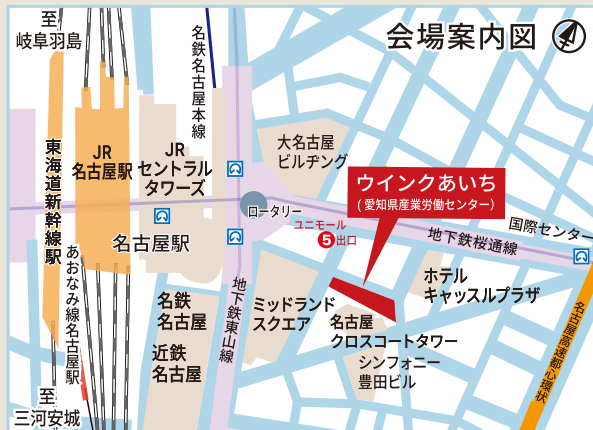 会場案内図
至
岐阜羽島
名鉄名古屋本線
東海道新幹線駅
JR
名古屋駅
JR
セントラル
タワーズ
大名古屋
ビルヂング
ウインクあいち
(愛知県産業労働センター)
ロータリー
ユニモール
5出口
国際センター
地下鉄桜通線
名古屋駅
あおなみ線名古屋駅
地下鉄東山線
ホテル
キャッスルプラザ
名鉄
名古屋
ミッドランド
スクエア
名古屋
クロスコートタワー
近鉄
名古屋
シンフォニー
豊田ビル
名古屋高速都心環状
至
三河安城